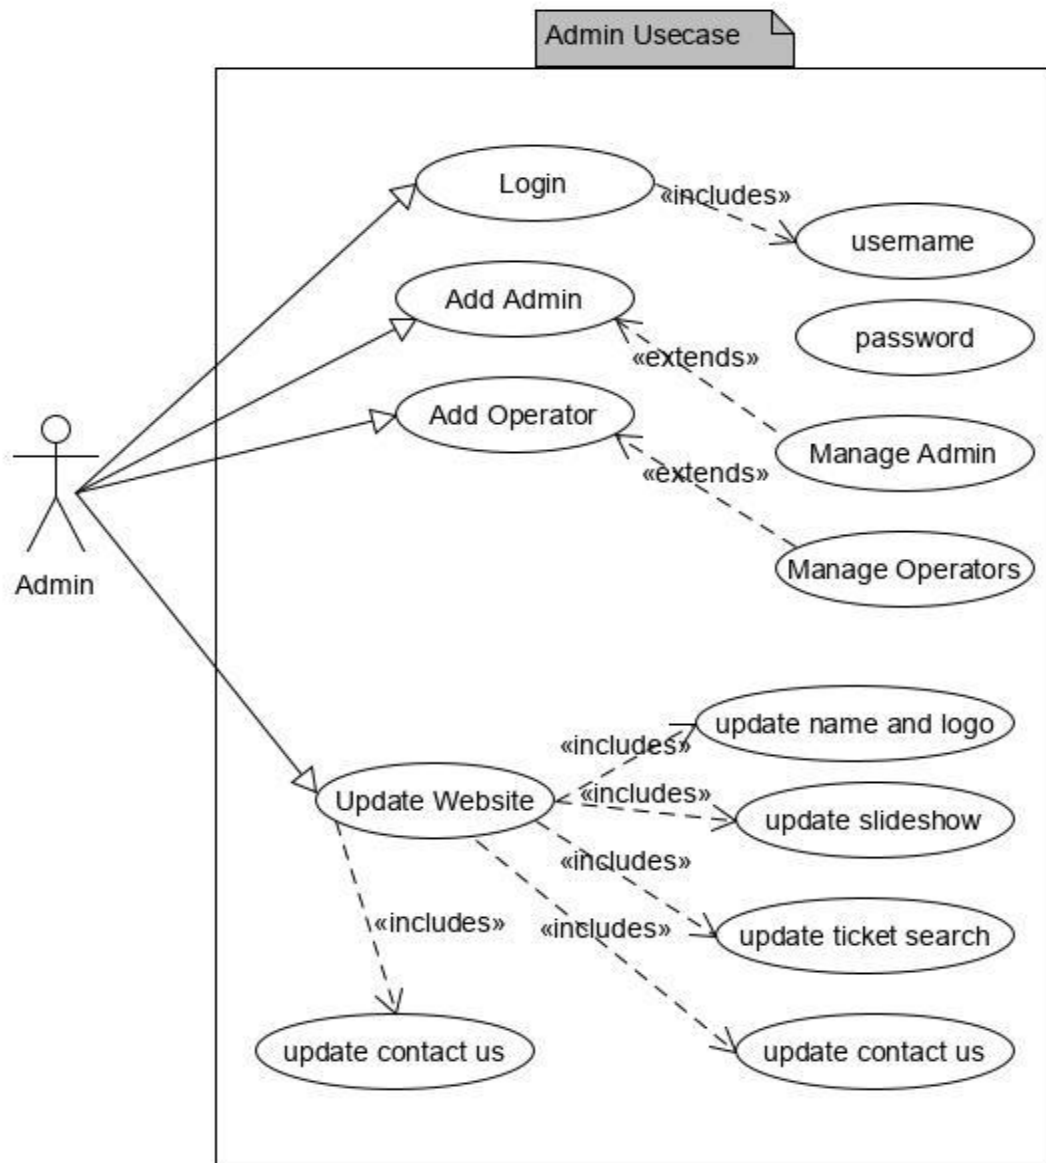 Admin Usecase
Login
«includes»
username
Add Admin
password
«extends»
Add Operator
Manage Admin
«extends»
Admin
Manage Operators
update name and logo
«includes»
Update Website
«includes»
update slideshow
«includes»
«includes»
«includes»
update ticket search
update contact us
update contact us